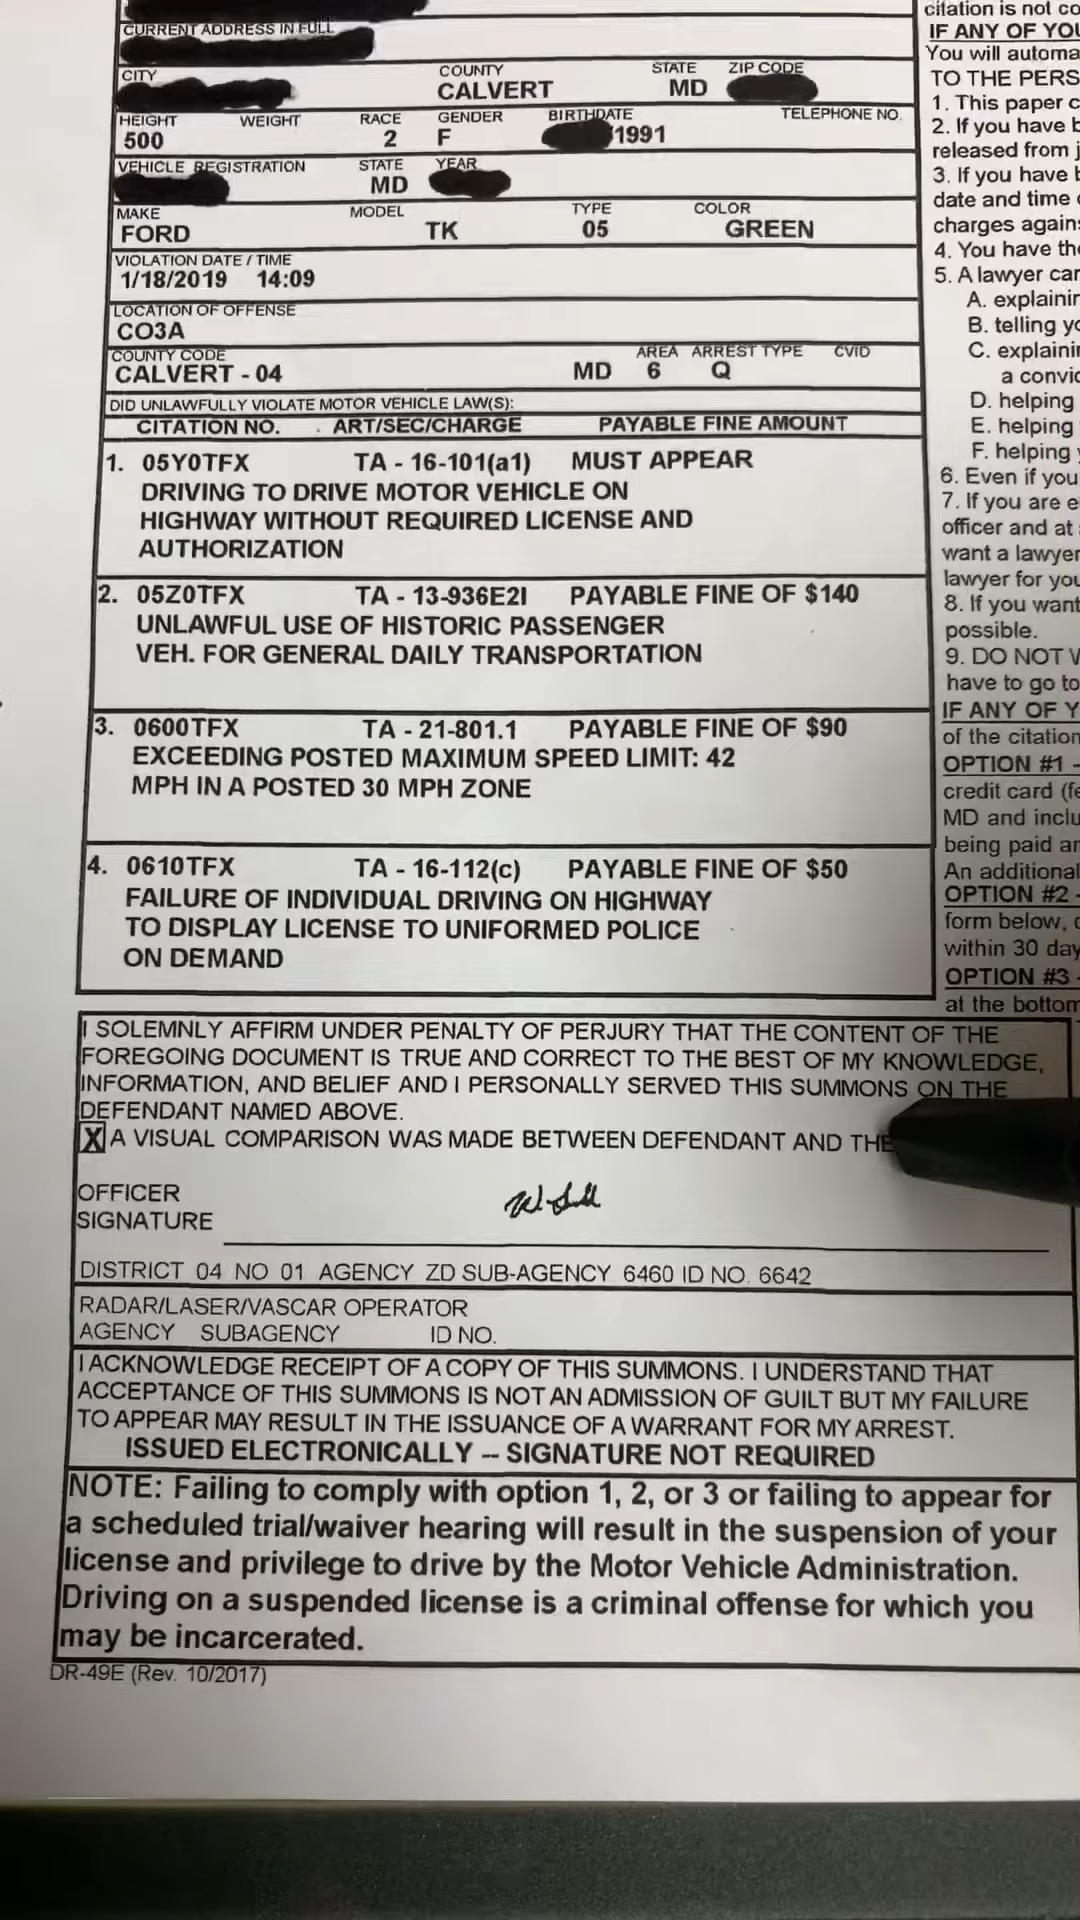 CURRENT ADDRESS IN FULL
CITY COUNTY STATE ZIP CODE
CALVERT MD
HEIGHT WEIGHT RACE GENDER BIRTHDATE TELEPHONE NO.
500 2 F 1991
VEHICLE REGISTRATION STATE YEAR
MD
MAKE MODEL TYPE COLOR
FORD TK 05 GREEN
VIOLATION DATE / TIME
1/18/2019 14:09
LOCATION OF OFFENSE
CO3A
COUNTY CODE AREA ARREST TYPE CVID
CALVERT - 04 MD 6 Q
DID UNLAWFULLY VIOLATE MOTOR VEHICLE LAW(S):
CITATION NO. ART/SEC/CHARGE PAYABLE FINE AMOUNT
1. 05Y0TFX TA - 16-101(a1) MUST APPEAR
DRIVING TO DRIVE MOTOR VEHICLE ON
HIGHWAY WITHOUT REQUIRED LICENSE AND
AUTHORIZATION
2. 05Z0TFX TA - 13-936E2I PAYABLE FINE OF $140
UNLAWFUL USE OF HISTORIC PASSENGER
VEH. FOR GENERAL DAILY TRANSPORTATION
3. 0600TFX TA - 21-801.1 PAYABLE FINE OF $90
EXCEEDING POSTED MAXIMUM SPEED LIMIT: 42
MPH IN A POSTED 30 MPH ZONE
4. 0610TFX TA - 16-112(c) PAYABLE FINE OF $50
FAILURE OF INDIVIDUAL DRIVING ON HIGHWAY
TO DISPLAY LICENSE TO UNIFORMED POLICE
ON DEMAND
I SOLEMNLY AFFIRM UNDER PENALTY OF PERJURY THAT THE CONTENT OF THE
FOREGOING DOCUMENT IS TRUE AND CORRECT TO THE BEST OF MY KNOWLEDGE,
INFORMATION, AND BELIEF AND I PERSONALLY SERVED THIS SUMMONS ON THE
DEFENDANT NAMED ABOVE.
X A VISUAL COMPARISON WAS MADE BETWEEN DEFENDANT AND THE
OFFICER
SIGNATURE
DISTRICT 04 NO 01 AGENCY ZD SUB-AGENCY 6460 ID NO. 6642
RADAR/LASER/VASCAR OPERATOR
AGENCY SUBAGENCY ID NO.
I ACKNOWLEDGE RECEIPT OF A COPY OF THIS SUMMONS. I UNDERSTAND THAT
ACCEPTANCE OF THIS SUMMONS IS NOT AN ADMISSION OF GUILT BUT MY FAILURE
TO APPEAR MAY RESULT IN THE ISSUANCE OF A WARRANT FOR MY ARREST.
ISSUED ELECTRONICALLY -- SIGNATURE NOT REQUIRED
NOTE: Failing to comply with option 1, 2, or 3 or failing to appear for
a scheduled trial/waiver hearing will result in the suspension of your
license and privilege to drive by the Motor Vehicle Administration.
Driving on a suspended license is a criminal offense for which you
may be incarcerated.
DR-49E (Rev. 10/2017)
citation is not co
IF ANY OF YOU
You will automa
TO THE PERS
1. This paper c
2. If you have b
released from j
3. If you have b
date and time
charges agains
4. You have the
5. A lawyer can
A. explainin
B. telling yo
C. explainin
a convic
D. helping
E. helping
F. helping y
6. Even if you
7. If you are e
officer and at
want a lawyer
lawyer for you
8. If you want
possible.
9. DO NOT W
have to go to
IF ANY OF Y
of the citation
OPTION #1 -
credit card (fe
MD and inclu
being paid an
An additional
OPTION #2 -
form below,
within 30 day
OPTION #3 -
at the bottom